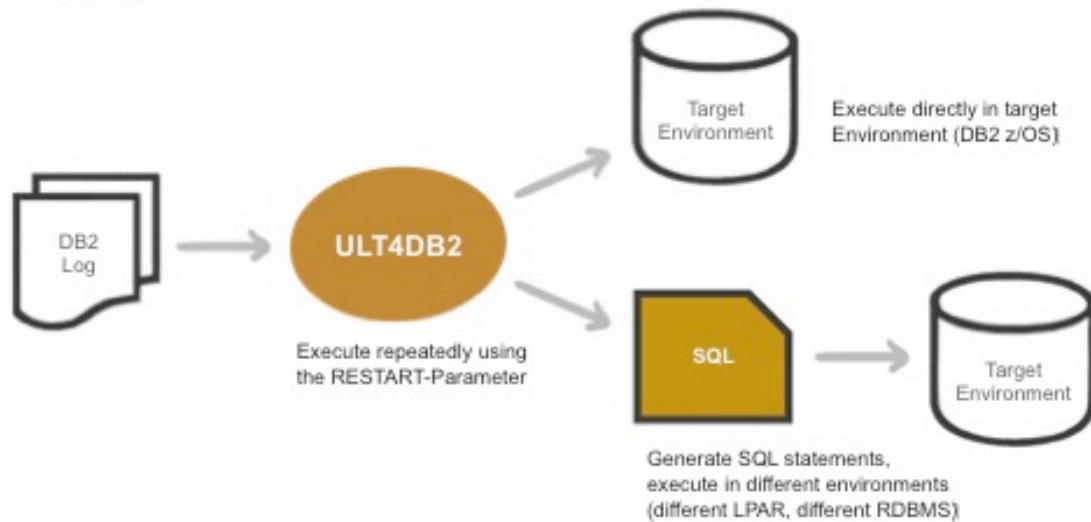 DB2
Log
ULT4DB2
Execute repeatedly using
the RESTART-Parameter
Target
Environment
Execute directly in target
Environment (DB2 z/OS)
SQL
Generate SQL statements,
execute in different environments
(different LPAR, different RDBMS)
Target
Environment